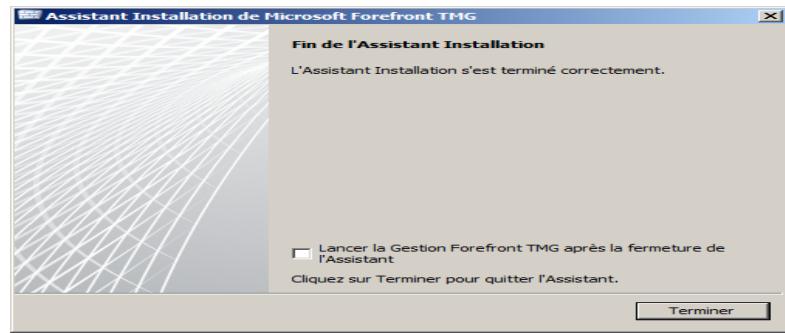 Assistant Installation de Microsoft Forefront TMG
Fin de l'Assistant Installation
L'Assistant Installation s'est terminé correctement.
Lancer la Gestion Forefront TMG après la fermeture de
l'Assistant
Cliquez sur Terminer pour quitter l'Assistant.
Terminer